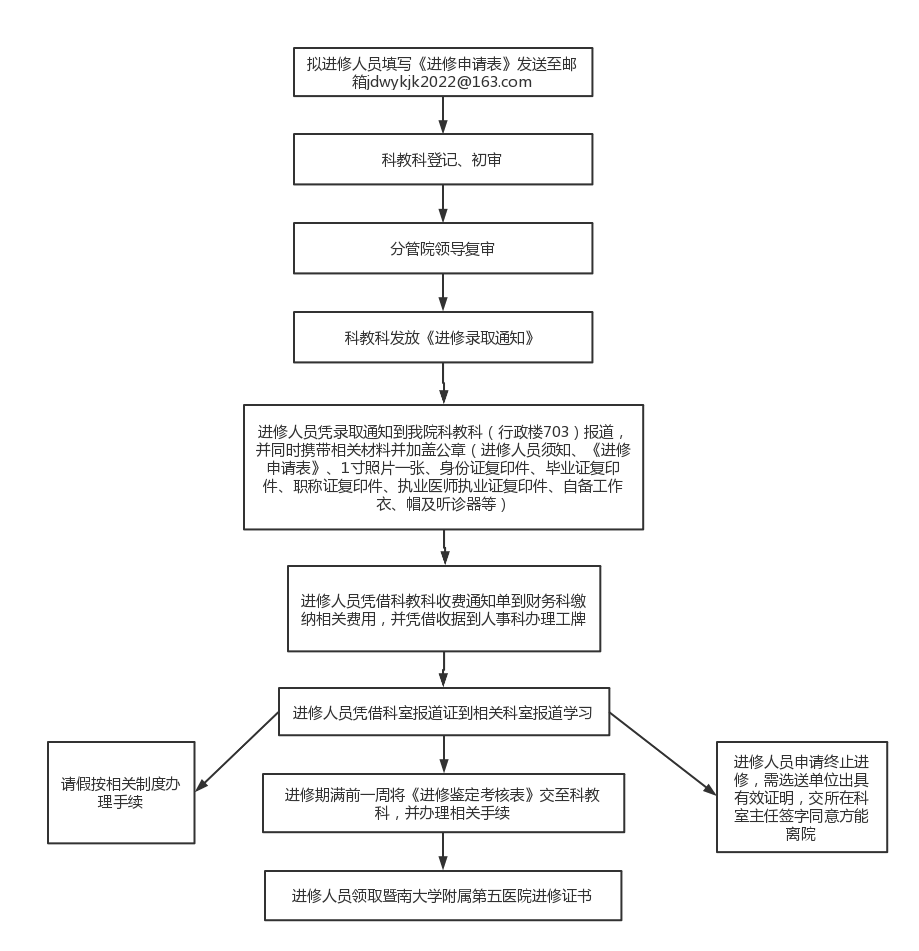 拟进修人员填写《进修申请表》发送至邮
箱jdwykjk2022@163.com
科教科登记、初审
分管院领导复审
科教科发放《进修录取通知》
进修人员凭录取通知到我院科教科（行政楼703）报道，
并同时携带相关材料并加盖公章（进修人员须知、《进修
申请表》、1寸照片一张、身份证复印件、毕业证复印
件、职称证复印件、执业医师执业证复印件、自备工作
衣、帽及听诊器等）
进修人员凭借科教科收费通知单到财务科缴
纳相关费用，并凭借收据到人事科办理工牌
进修人员凭借科室报道证到相关科室报道学习
请假按相关制度办
理手续
进修期满前一周将《进修鉴定考核表》交至科教
科，并办理相关手续
进修人员申请终止进
修，需选送单位出具
有效证明，交所在科
室主任签字同意方能
离院
进修人员领取暨南大学附属第五医院进修证书